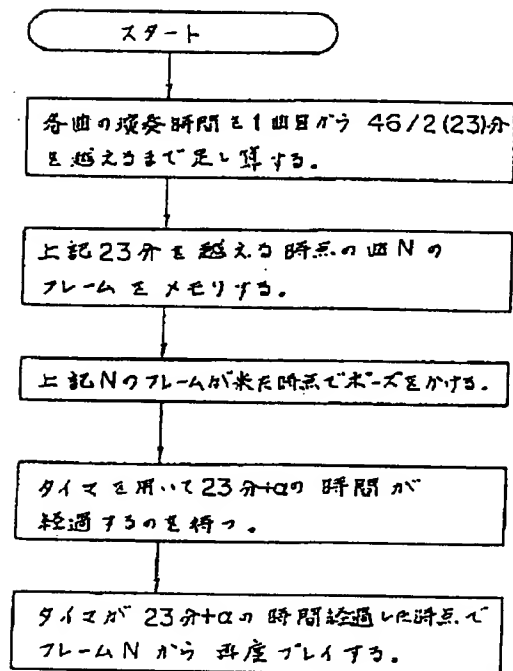 スタート
各曲の演奏時間を1曲目から 46/2(23)分
を越えるまで足し算する。
上記23分を越える時点の曲Nの
フレームをメモリする。
上記Nのフレームが来た時点でポーズをかける。
タイマを用いて23分+αの時間が
経過するのを待つ。
タイマが23分+αの時間経過した時点で
フレームNから再度プレイする。